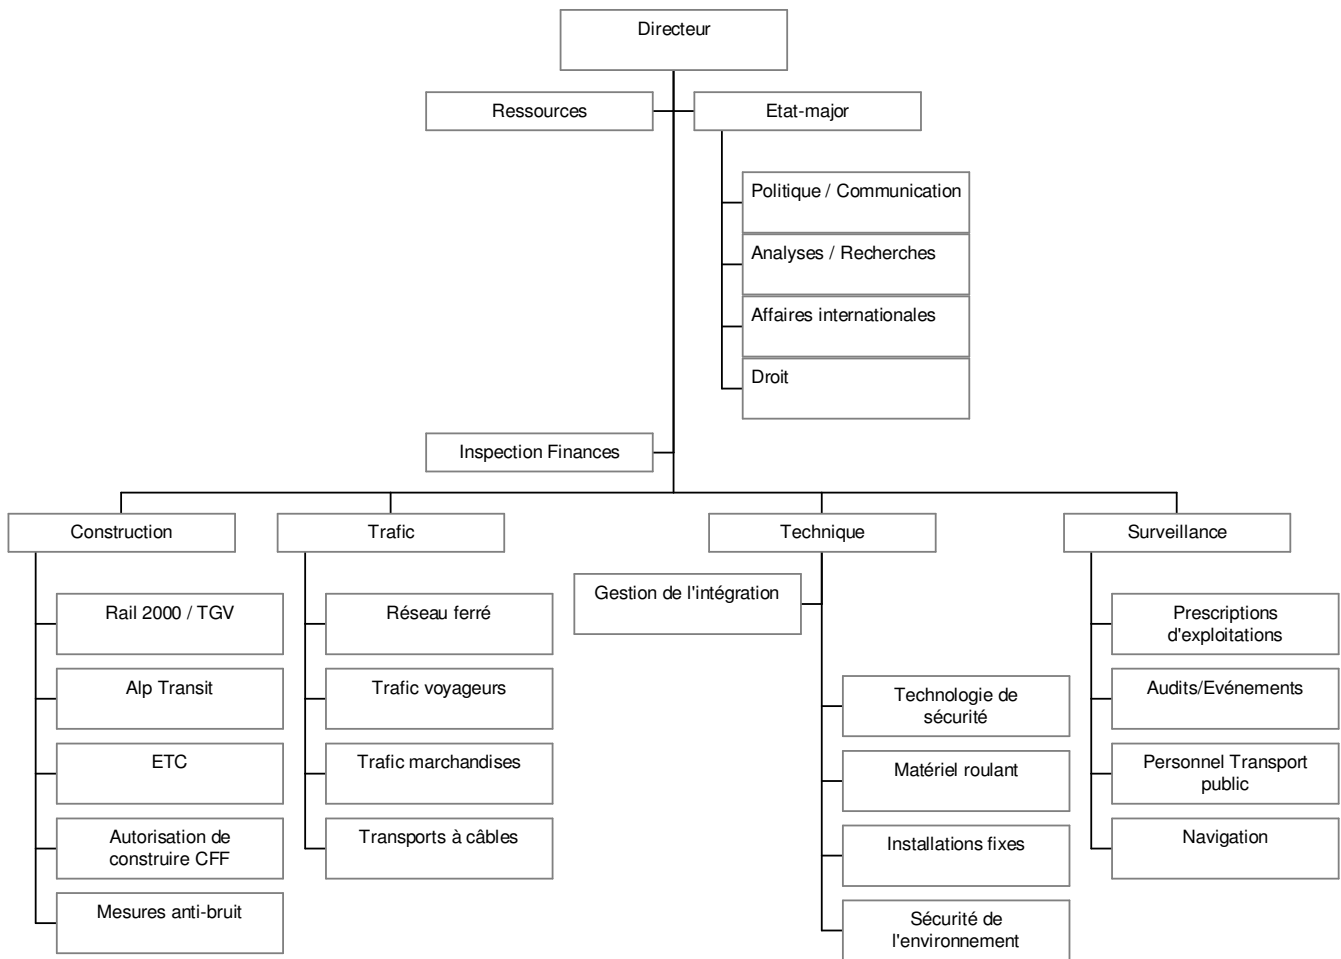 Directeur
Ressources
Etat-major
Politique / Communication
Analyses / Recherches
Affaires internationales
Droit
Inspection Finances
Construction
Trafic
Technique
Surveillance
Rail 2000 / TGV
Alp Transit
ETC
Autorisation de
construire CFF
Mesures anti-bruit
Réseau ferré
Trafic voyageurs
Trafic marchandises
Transports à câbles
Gestion de l'intégration
Technologie de
sécurité
Matériel roulant
Installations fixes
Sécurité de
l'environnement
Prescriptions
d'exploitations
Audits/Evénements
Personnel Transport
public
Navigation